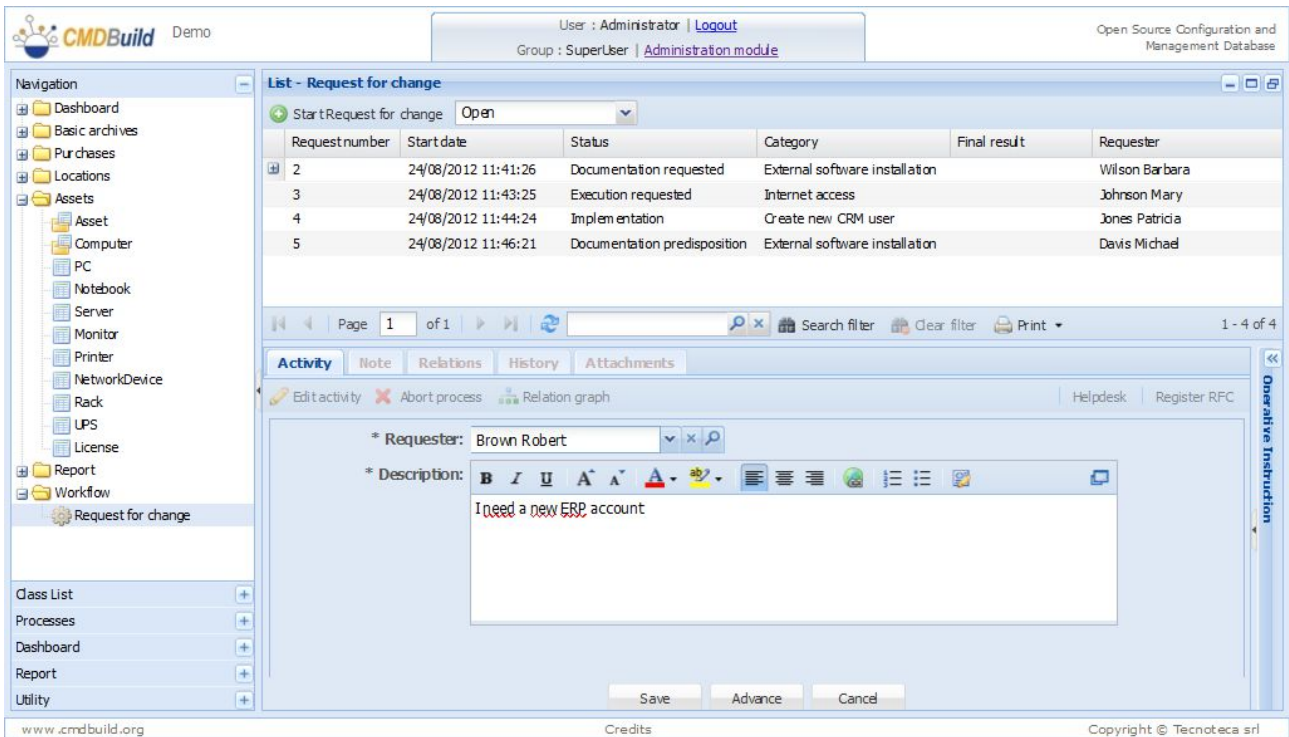 CMDBuild Demo
User : Administrator | Logout
Group : SuperUser | Administration module
Open Source Configuration and
Management Database
Navigation
Dashboard
Basic archives
Purchases
Locations
Assets
Asset
Computer
PC
Notebook
Server
Monitor
Printer
NetworkDevice
Rack
UPS
License
Report
Workflow
Request for change
Class List
Processes
Dashboard
Report
Utility
List - Request for change
Start Request for change Open
Request number Start date Status Category Final result Requester
2 24/08/2012 11:41:26 Documentation requested External software installation Wilson Barbara
3 24/08/2012 11:43:25 Execution requested Internet access Johnson Mary
4 24/08/2012 11:44:24 Implementation Create new CRM user Jones Patricia
5 24/08/2012 11:46:21 Documentation predisposition External software installation Davis Michael
Page 1 of 1 Search filter Clear filter Print 1 - 4 of 4
Activity Note Relations History Attachments
Edit activity Abort process Relation graph Helpdesk Register RFC
* Requester: Brown Robert
* Description: B I U A A A ab
I need a new ERP account
Save Advance Cancel
Operative Instruction
www.cmdbuild.org Credits Copyright © Tecnoteca srl